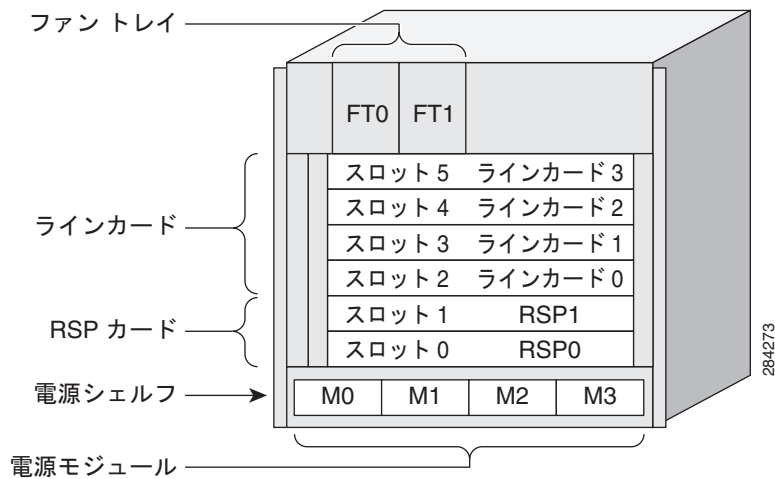 ファン トレイ
FT0 FT1
スロット 5 ラインカード 3
スロット 4 ラインカード 2
ラインカード
スロット 3 ラインカード 1
スロット 2 ラインカード 0
RSP カード
スロット 1 RSP1
スロット 0 RSP0
電源シェルフ
M0 M1 M2 M3
電源モジュール
284273